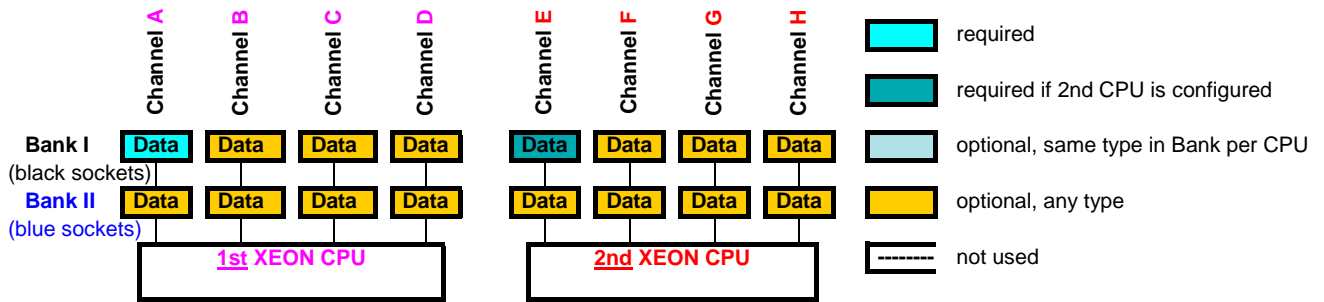 Channel A
Channel B
Channel C
Channel D
Channel E
Channel F
Channel G
Channel H
Bank I
(black sockets)
Data Data Data Data Data Data Data Data
Bank II
(blue sockets)
Data Data Data Data Data Data Data Data
1st XEON CPU
2nd XEON CPU
required
required if 2nd CPU is configured
optional, same type in Bank per CPU
optional, any type
not used